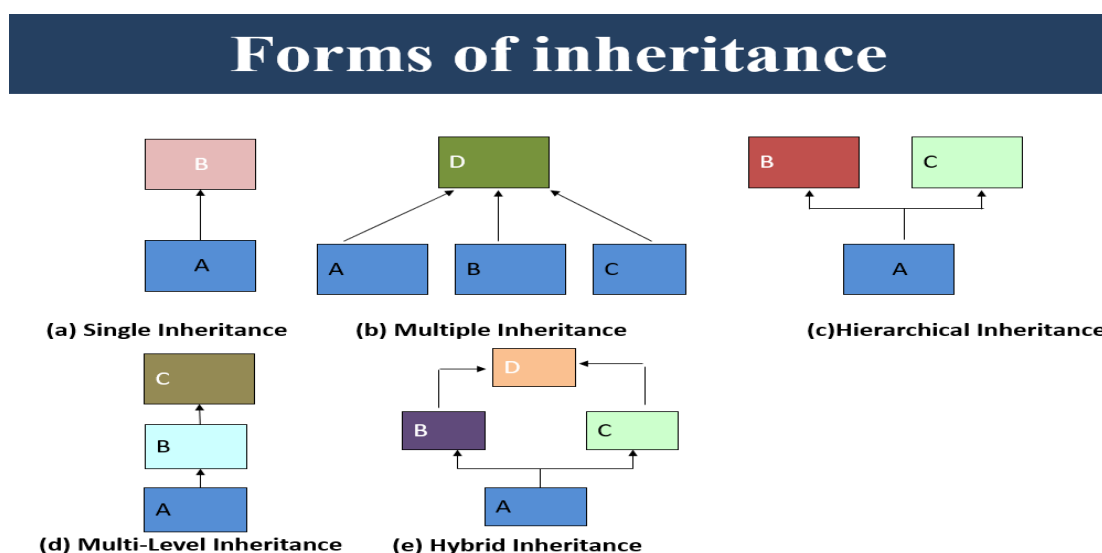 Forms of inheritance
B
A
(a) Single Inheritance
D
A B C
(b) Multiple Inheritance
B C
A
(c)Hierarchical Inheritance
C
B
A
(d) Multi-Level Inheritance
D
B C
A
(e) Hybrid Inheritance